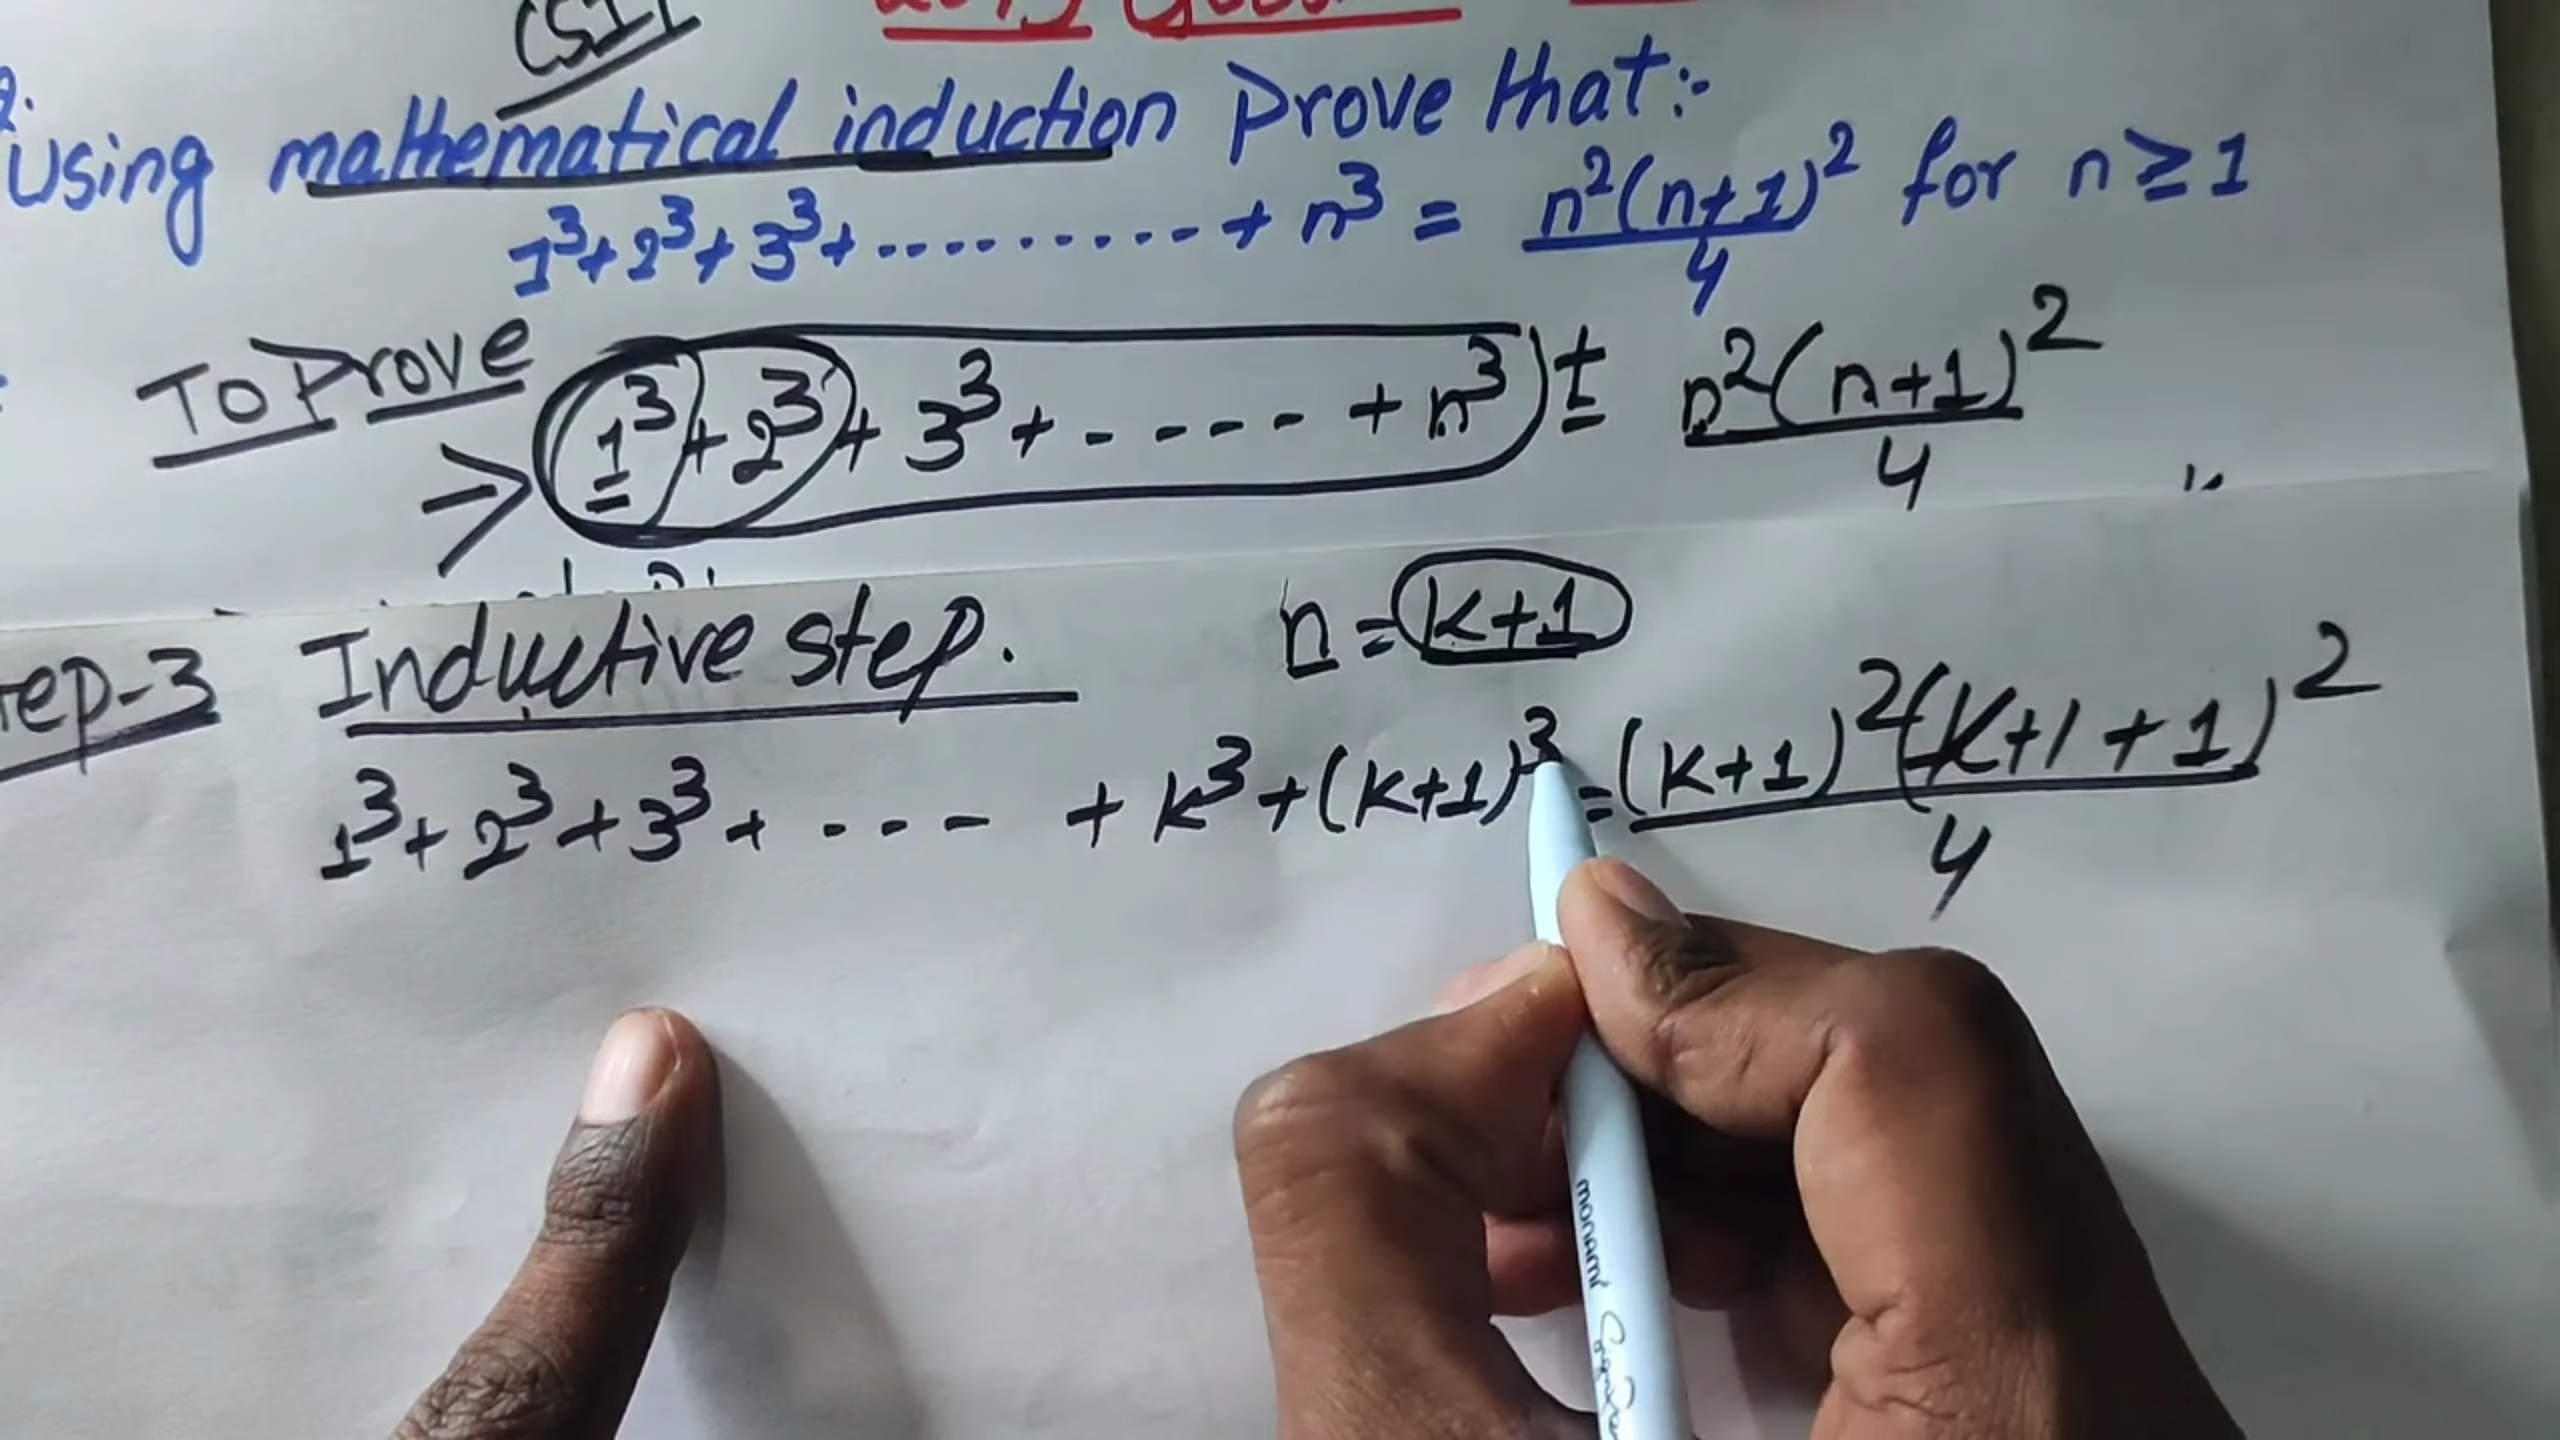 CSIT
Using mathematical induction Prove that:-
1³+2³+3³+.........+ n³ = n²(n+1)²/4 for n≥1
To Prove
=> 1³+2³+3³+-----+n³ = n²(n+1)²/4
Step-3 Inductive step. n=k+1
1³+2³+3³+--- +k³+(k+1)³=(k+1)²(k+1+1)²/4
monami